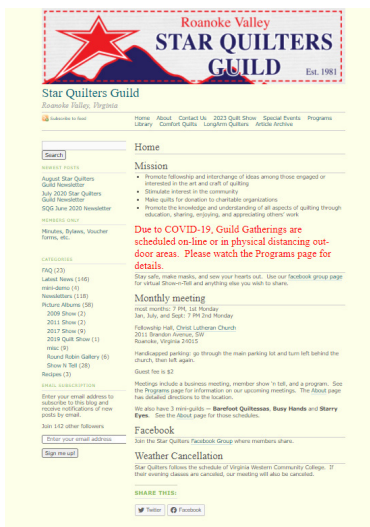 Roanoke Valley
STAR QUILTERS
GUILD Est. 1981
Star Quilters Guild
Roanoke Valley, Virginia
Subscribe to feed
Home About Contact Us 2023 Quilt Show Special Events Programs
Library Comfort Quilts LongArm Quilters Article Archive
Search
NEWEST POSTS
August Star Quilters
Guild Newsletter
July 2020 Star Quilters
Guild Newsletter
SQG June 2020 Newsletter
MEMBERS ONLY
Minutes, Bylaws, Voucher
forms, etc.
CATEGORIES
FAQ (23)
Latest News (146)
mini-demo (4)
Newsletters (118)
Picture Albums (58)
2009 Show (2)
2011 Show (2)
2017 Show (9)
2019 Quilt Show (1)
misc (9)
Round Robin Gallery (6)
Show N Tell (28)
Recipes (3)
EMAIL SUBSCRIPTION
Enter your email address to
subscribe to this blog and
receive notifications of new
posts by email.
Join 142 other followers
Enter your email address
Sign me up!
Home
Mission
Promote fellowship and interchange of ideas among those engaged or
interested in the art and craft of quilting
Stimulate interest in the community
Make quilts for donation to charitable organizations
Promote the knowledge and understanding of all aspects of quilting through
education, sharing, enjoying, and appreciating others' work
Due to COVID-19, Guild Gatherings are
scheduled on-line or in physical distancing out-
door areas. Please watch the Programs page for
details.
Stay safe, make masks, and sew your hearts out. Use our facebook group page
for virtual Show-n-Tell and anything else you wish to share.
Monthly meeting
most months: 7 PM, 1st Monday
Jan, July, and Sept: 7 PM 2nd Monday
Fellowship Hall, Christ Lutheran Church
2011 Brandon Avenue, SW
Roanoke, Virginia 24015
Handicapped parking: go through the main parking lot and turn left behind the
church, then left again.
Guest fee is $2
Meetings include a business meeting, member show 'n tell, and a program. See
the Programs page for information on our upcoming meetings. The About page
has detailed directions to the location.
We also have 3 mini-guilds — Barefoot Quiltessas, Busy Hands and Starry
Eyes. See the About page for those schedules.
Facebook
Join the Star Quilters Facebook Group where members share.
Weather Cancellation
Star Quilters follows the schedule of Virginia Western Community College. If
their evening classes are canceled, our meeting will also be canceled.
SHARE THIS:
Twitter Facebook